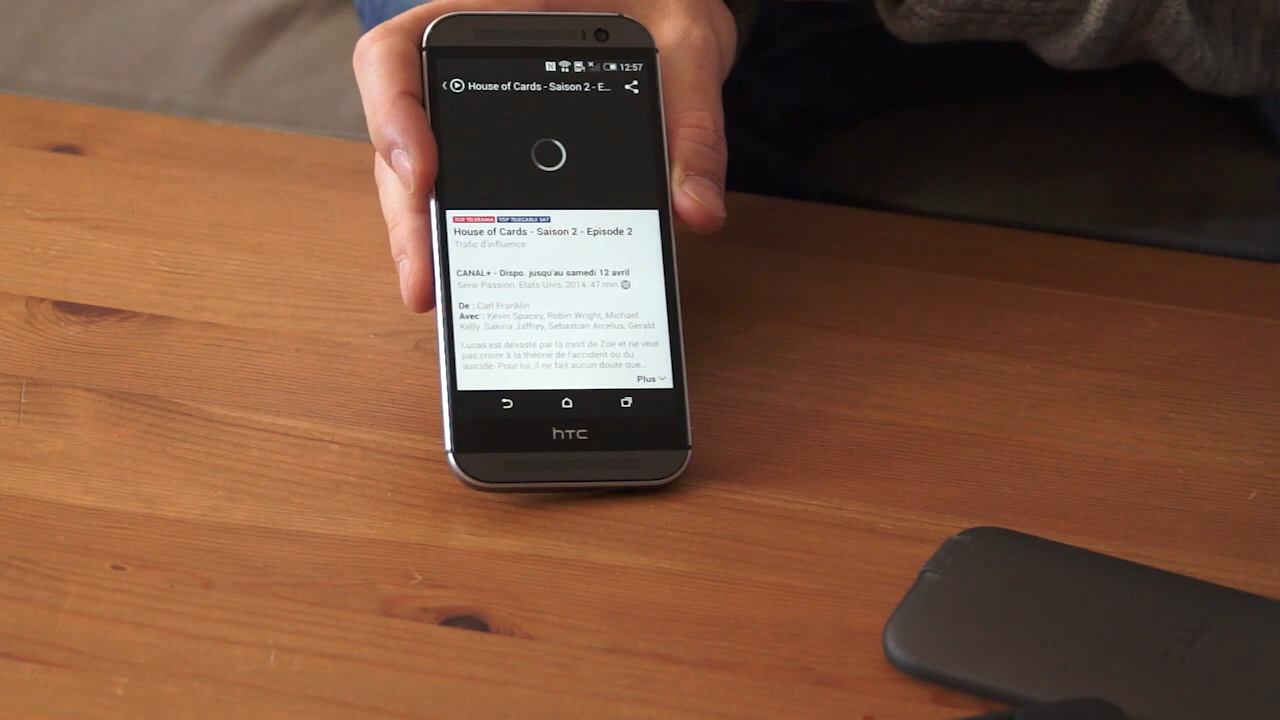 12:57
House of Cards - Saison 2 - E...
TOP TELERAMA TOP TELECABLE SAT
House of Cards - Saison 2 - Episode 2
Trafic d'influence
CANAL+ - Dispo. jusqu'au samedi 12 avril
Série Passion, Etats-Unis, 2014, 47 min
De : Carl Franklin
Avec : Kevin Spacey, Robin Wright, Michael
Kelly, Sakina Jaffrey, Sebastian Arcelus, Gerald
Lucas est dévasté par la mort de Zoe et ne veut
pas croire à la théorie de l'accident ou du
suicide. Pour lui, il ne fait aucun doute que...
Plus
hTC